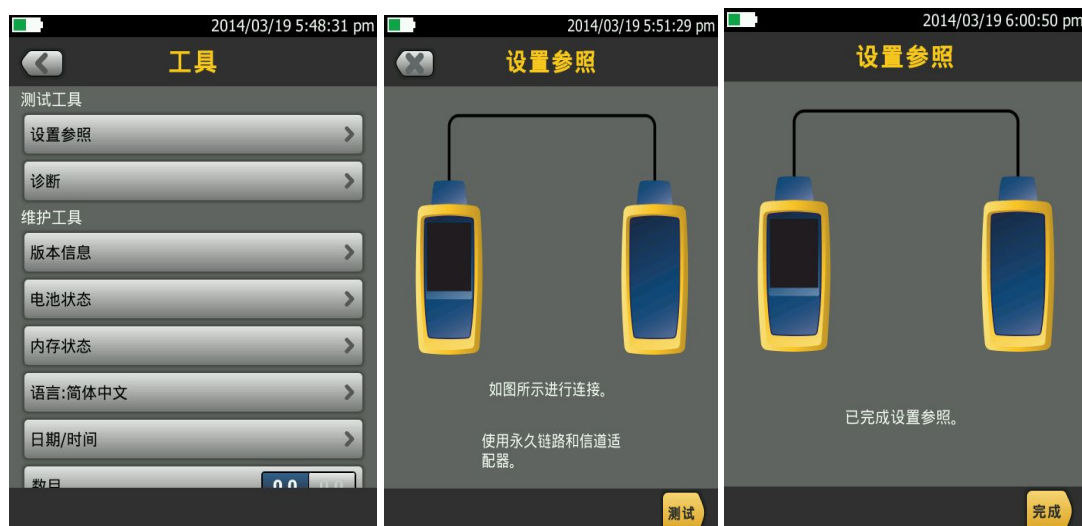 2014/03/19 5:48:31 pm
工具
测试工具
设置参照
诊断
维护工具
版本信息
电池状态
内存状态
语言:简体中文
日期/时间
数目
0.0
2014/03/19 5:51:29 pm
设置参照
如图所示进行连接。
使用永久链路和信道适
配器。
测试
2014/03/19 6:00:50 pm
设置参照
已完成设置参照。
完成